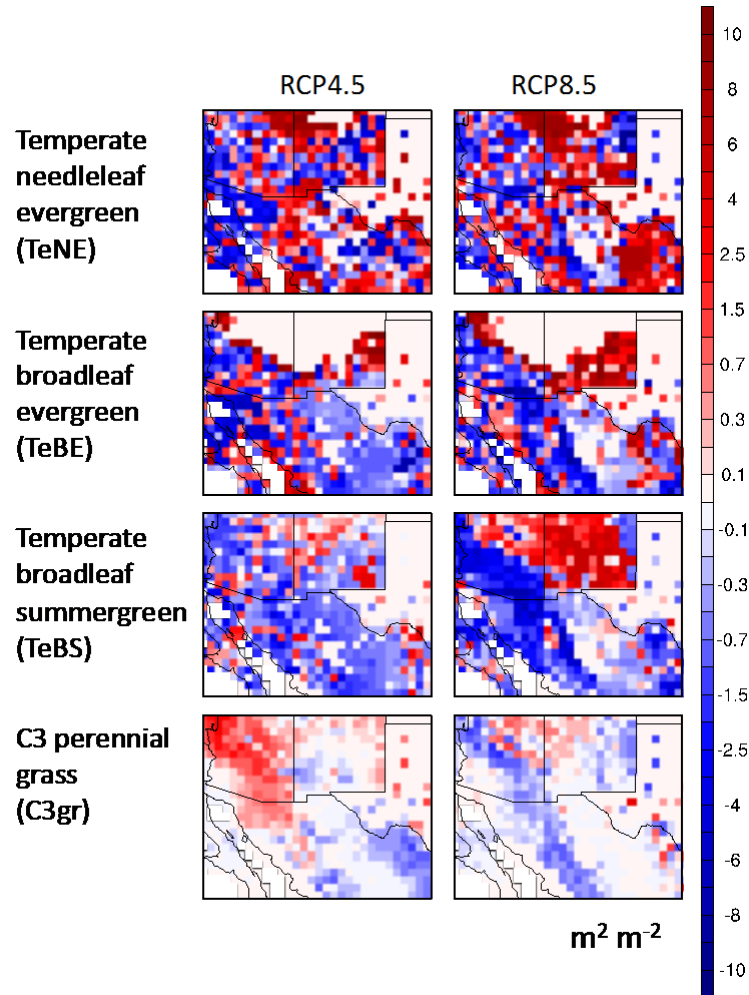 RCP4.5 RCP8.5
Temperate
needleleaf
evergreen
(TeNE)
Temperate
broadleaf
evergreen
(TeBE)
Temperate
broadleaf
summergreen
(TeBS)
C3 perennial
grass
(C3gr)
m² m⁻²
10
8
6
4
2.5
1.5
0.7
0.3
0.1
-0.1
-0.3
-0.7
-1.5
-2.5
-4
-6
-8
-10